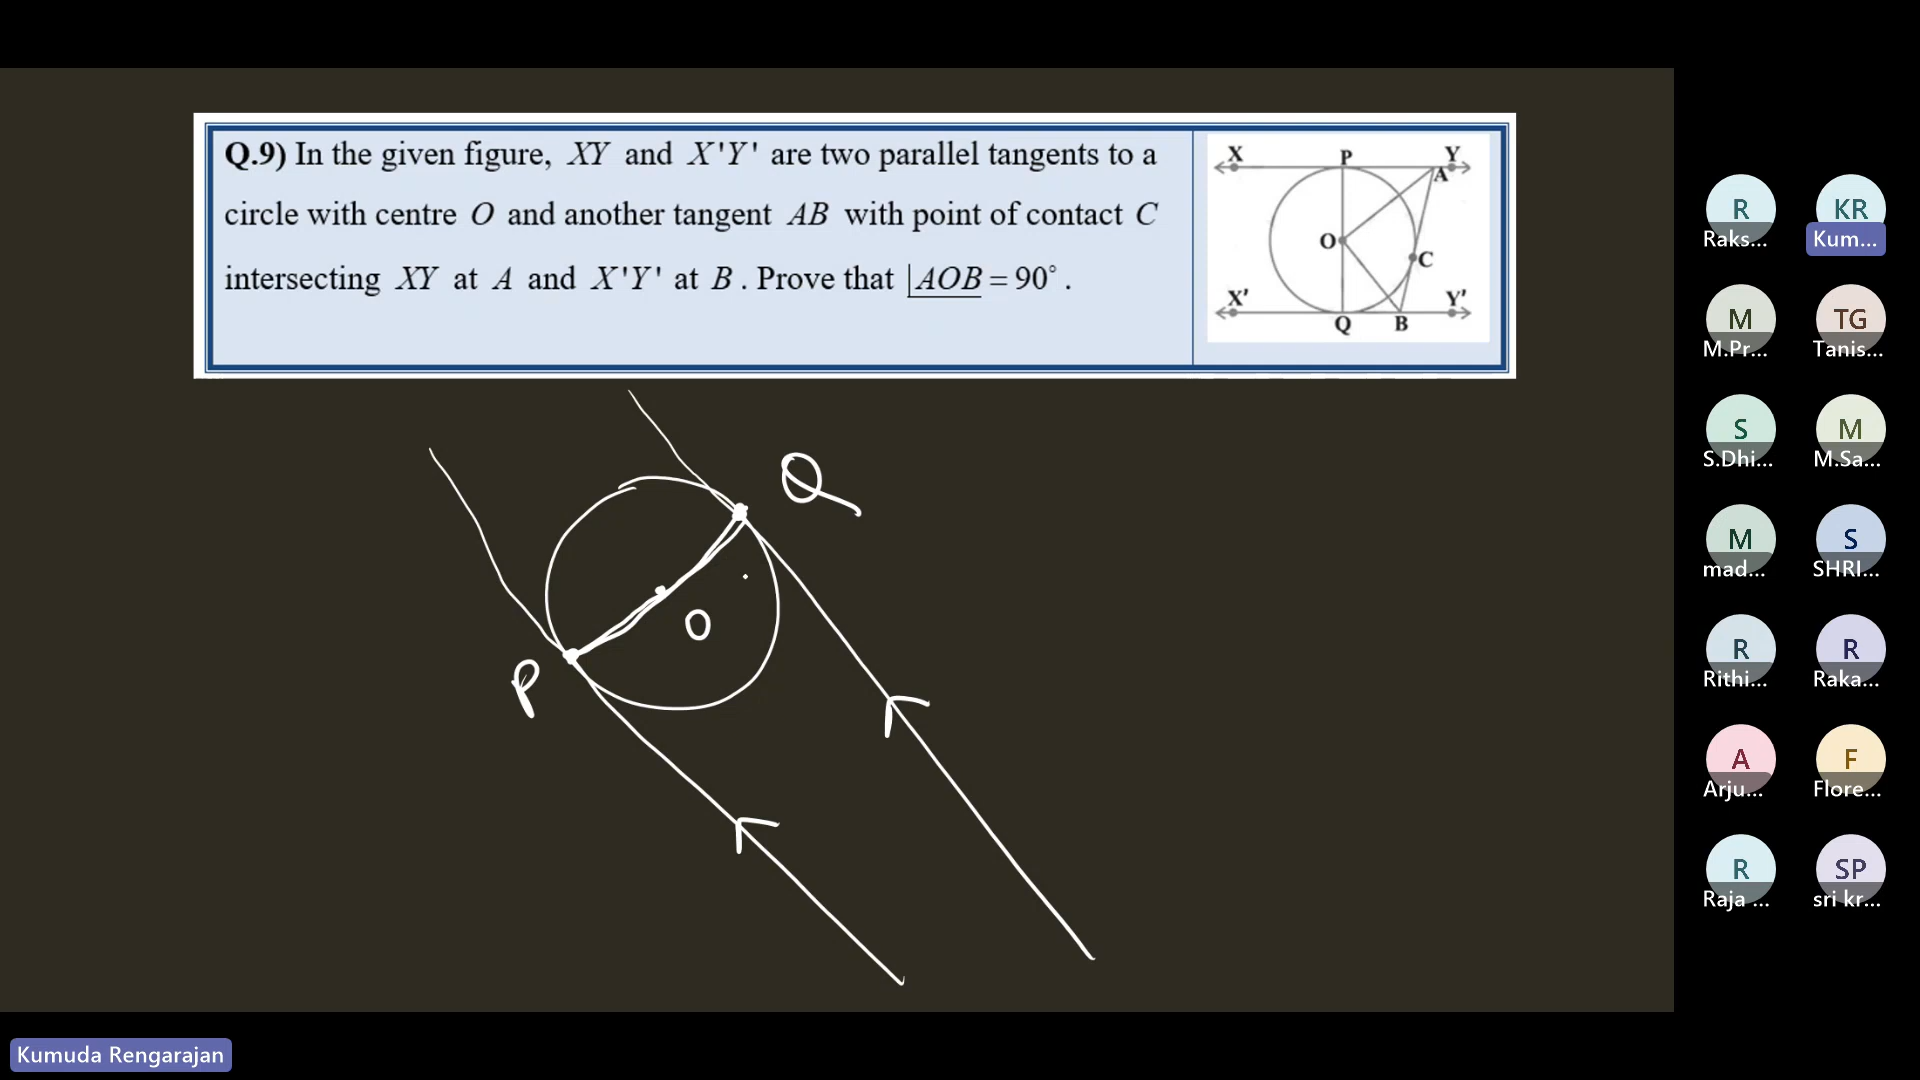 Q.9) In the given figure, XY and X'Y' are two parallel tangents to a
circle with centre O and another tangent AB with point of contact C
intersecting XY at A and X'Y' at B. Prove that |AOB = 90°.
X P Y
A
O
C
X' Y'
Q B
Q
O
P
R KR
Raks... Kum...
M TG
M.Pr... Tanis...
S M
S.Dhi... M.Sa...
M S
mad... SHRI...
R R
Rithi... Raka...
A F
Arju... Flore...
R SP
Raja ... sri kr...
Kumuda Rengarajan